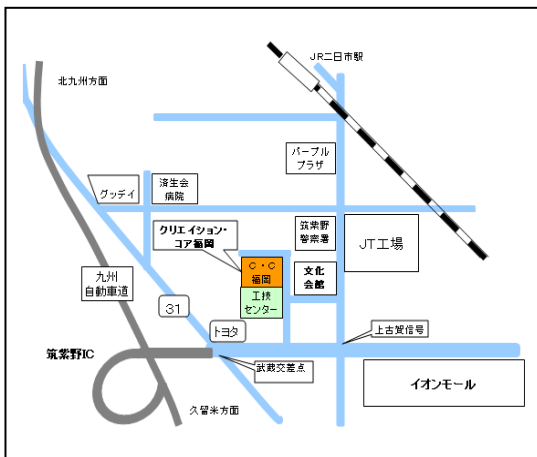 JR二日市駅
北九州方面
パープル
プラザ
グッデイ
済生会
病院
クリエイション・
コア福岡
筑紫野
警察署
JT工場
C・C
福岡
文化
会館
九州
自動車道
工技
センター
31
トヨタ
上古賀信号
筑紫野IC
武蔵交差点
イオンモール
久留米方面